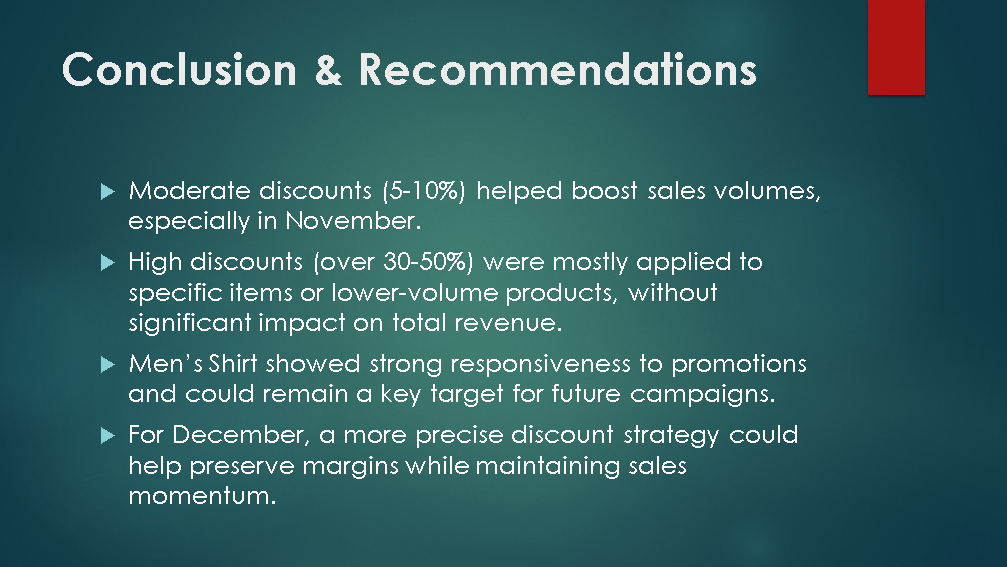 Conclusion & Recommendations
Moderate discounts (5-10%) helped boost sales volumes,
especially in November.
High discounts (over 30-50%) were mostly applied to
specific items or lower-volume products, without
significant impact on total revenue.
Men’s Shirt showed strong responsiveness to promotions
and could remain a key target for future campaigns.
For December, a more precise discount strategy could
help preserve margins while maintaining sales
momentum.